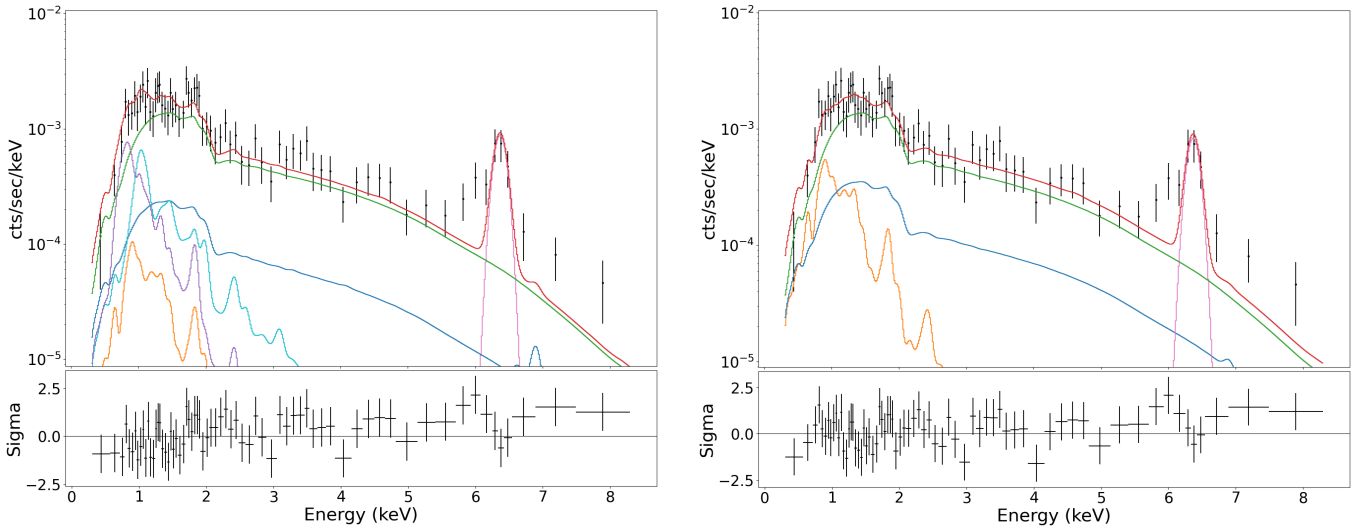 10⁻²
10⁻³
10⁻⁴
10⁻⁵
cts/sec/keV
2.5
0.0
−2.5
Sigma
0 1 2 3 4 5 6 7 8
Energy (keV)
10⁻²
10⁻³
10⁻⁴
10⁻⁵
cts/sec/keV
2.5
0.0
−2.5
Sigma
0 1 2 3 4 5 6 7 8
Energy (keV)